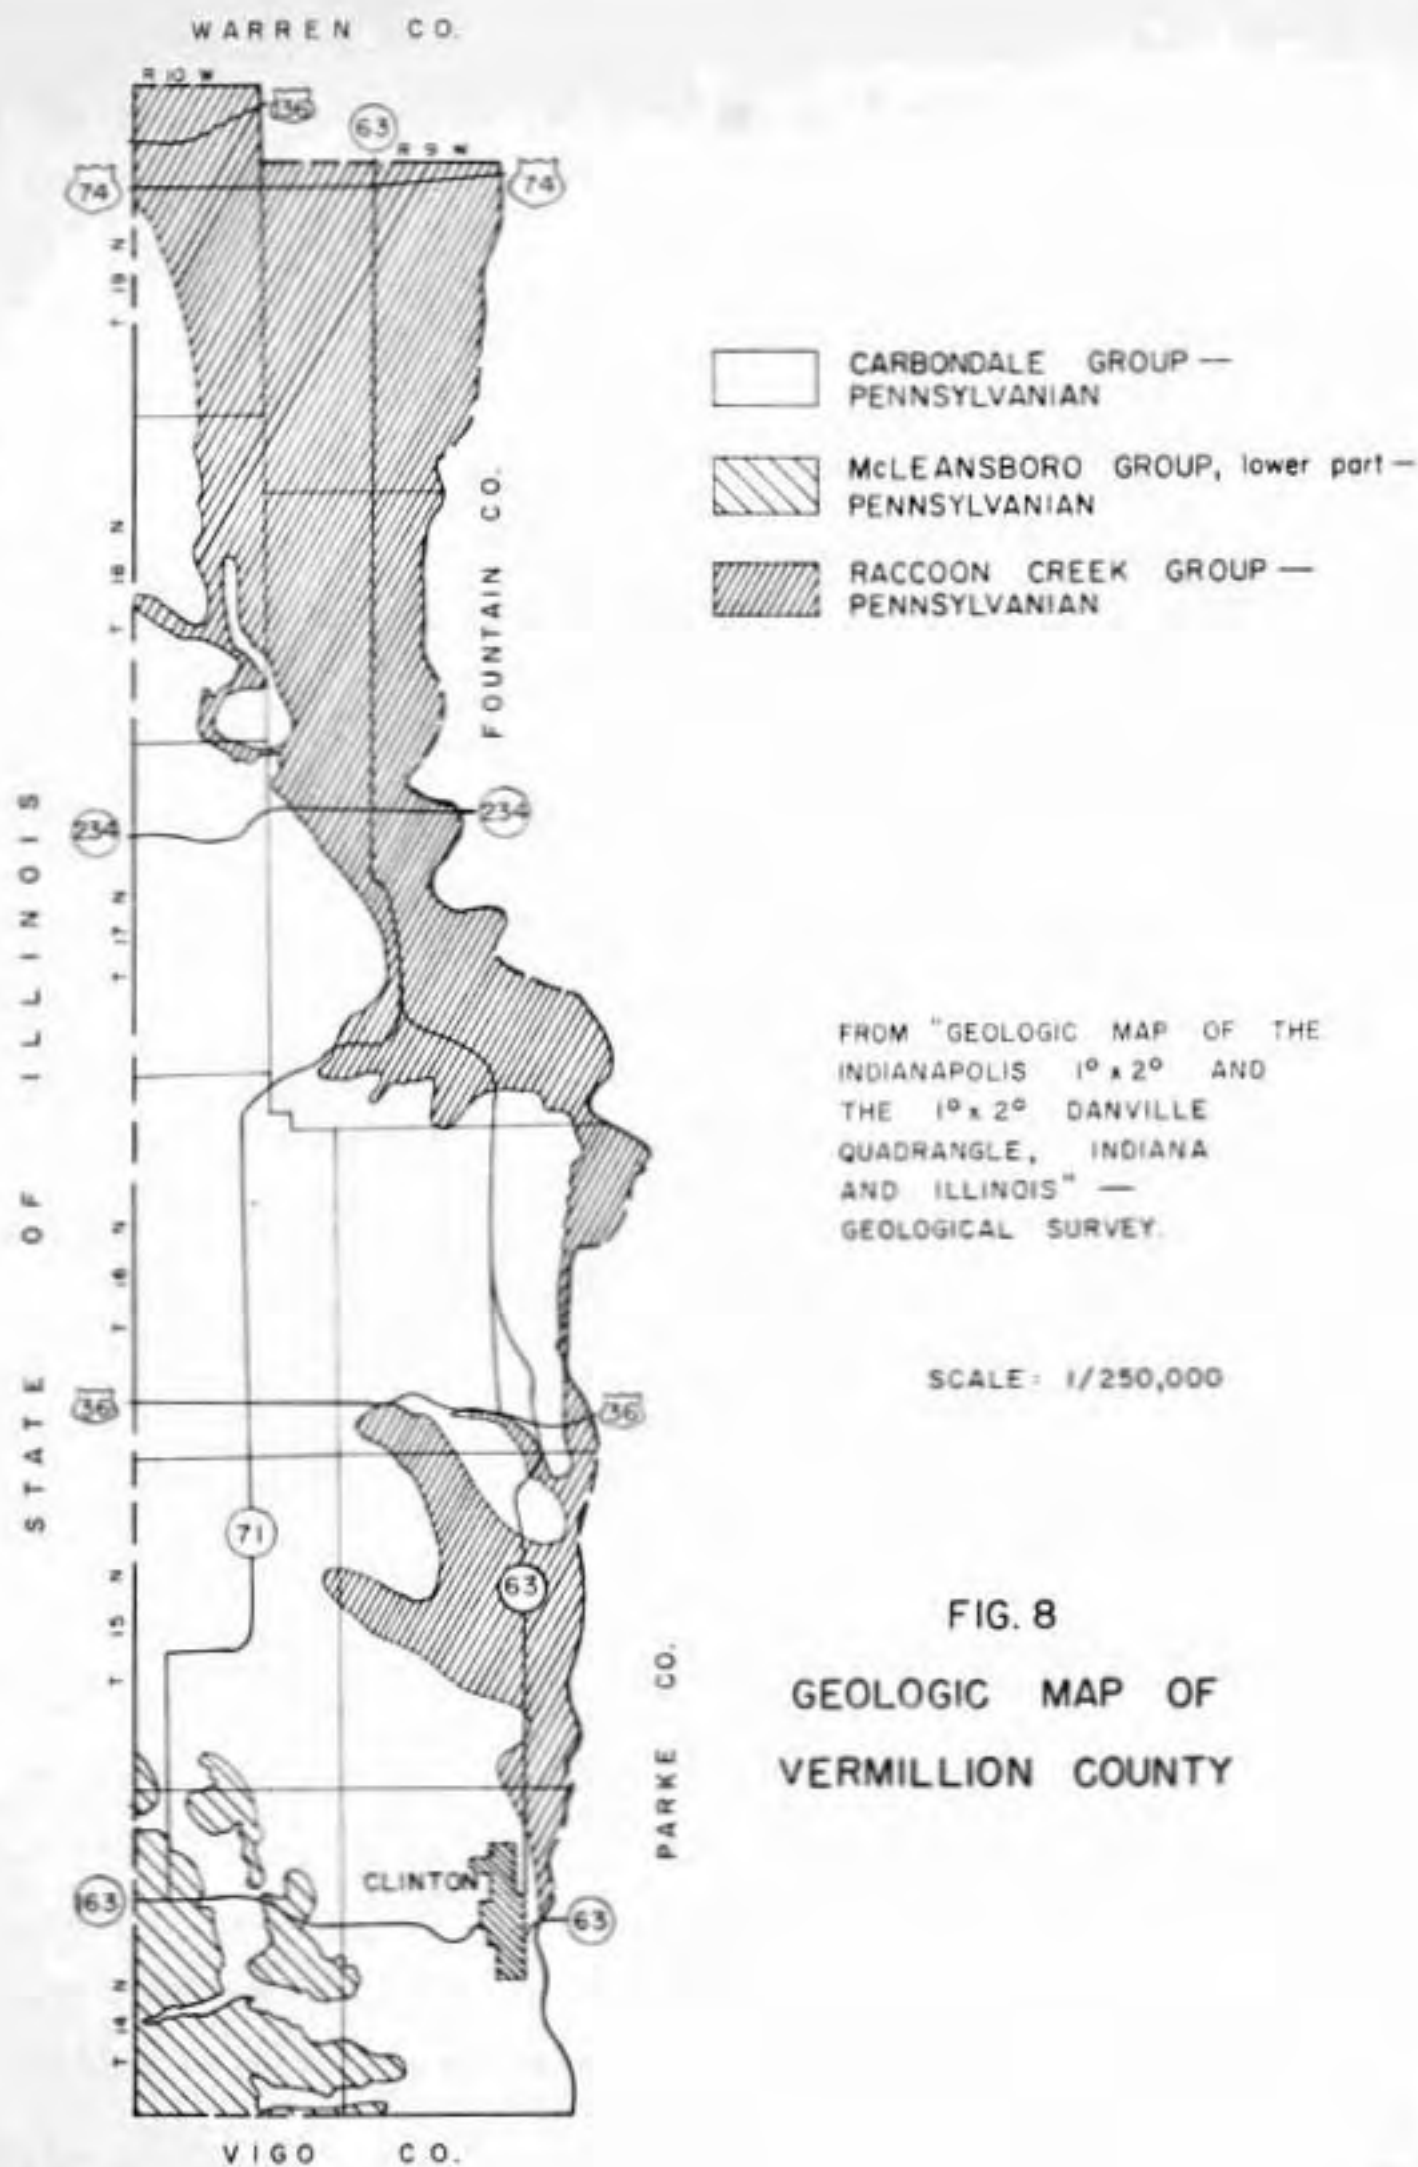 WARREN CO.
R 10 W
136
63
R 9 W
74
74
T 19 N
CARBONDALE GROUP —
PENNSYLVANIAN
McLEANSBORO GROUP, lower part —
PENNSYLVANIAN
RACCOON CREEK GROUP —
PENNSYLVANIAN
T 18 N
FOUNTAIN CO.
STATE OF ILLINOIS
234
234
T 17 N
FROM "GEOLOGIC MAP OF THE
INDIANAPOLIS 1° x 2° AND
THE 1° x 2° DANVILLE
QUADRANGLE, INDIANA
AND ILLINOIS" —
GEOLOGICAL SURVEY.
T 16 N
SCALE: 1/250,000
36
36
71
63
T 15 N
FIG. 8
GEOLOGIC MAP OF
VERMILLION COUNTY
PARKE CO.
CLINTON
163
63
T 14 N
VIGO CO.